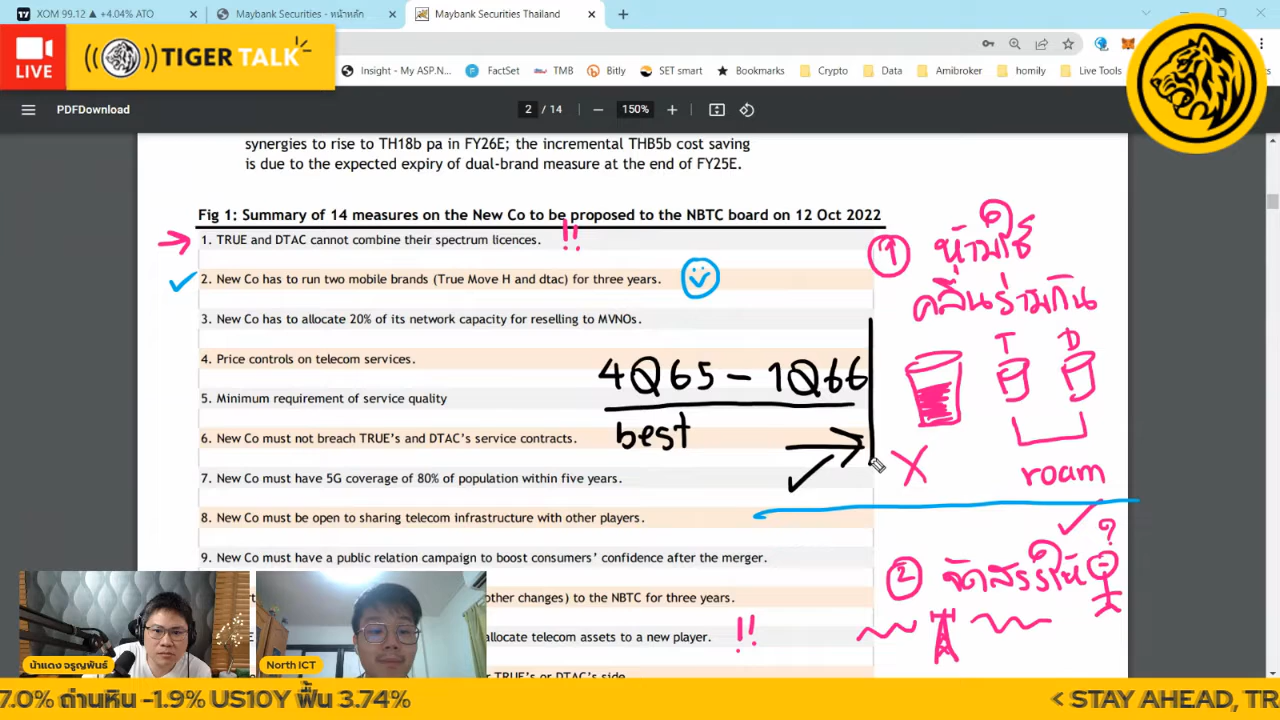 XOM 99.12 ▲ +4.04% ATO
Maybank Securities - หน้าหลัก
Maybank Securities Thailand
LIVE
TIGER TALK
Insight - My ASP.N...
FactSet
TMB
Bitly
SET smart
Bookmarks
Crypto
Data
Amibroker
homily
Live Tools
PDFDownload
2 / 14
150%
synergies to rise to TH18b pa in FY26E; the incremental THB5b cost saving
is due to the expected expiry of dual-brand measure at the end of FY25E.
Fig 1: Summary of 14 measures on the New Co to be proposed to the NBTC board on 12 Oct 2022
1. TRUE and DTAC cannot combine their spectrum licences. !!
2. New Co has to run two mobile brands (True Move H and dtac) for three years.
3. New Co has to allocate 20% of its network capacity for reselling to MVNOs.
4. Price controls on telecom services.
5. Minimum requirement of service quality
6. New Co must not breach TRUE's and DTAC's service contracts.
7. New Co must have 5G coverage of 80% of population within five years.
8. New Co must be open to sharing telecom infrastructure with other players.
9. New Co must have a public relation campaign to boost consumers' confidence after the merger.
other changes) to the NBTC for three years.
allocate telecom assets to a new player. !!
TRUE's or DTAC's side
4Q65 - 1Q66
best
1 ห้ามใช้
คลื่นร่วมกัน
T D
X roam
2 จัดสรรให้ ?
น้าแดง จรูญพันธ์
North ICT
7.0% ถ่านหิน -1.9% US10Y ฟื้น 3.74%
< STAY AHEAD, TR